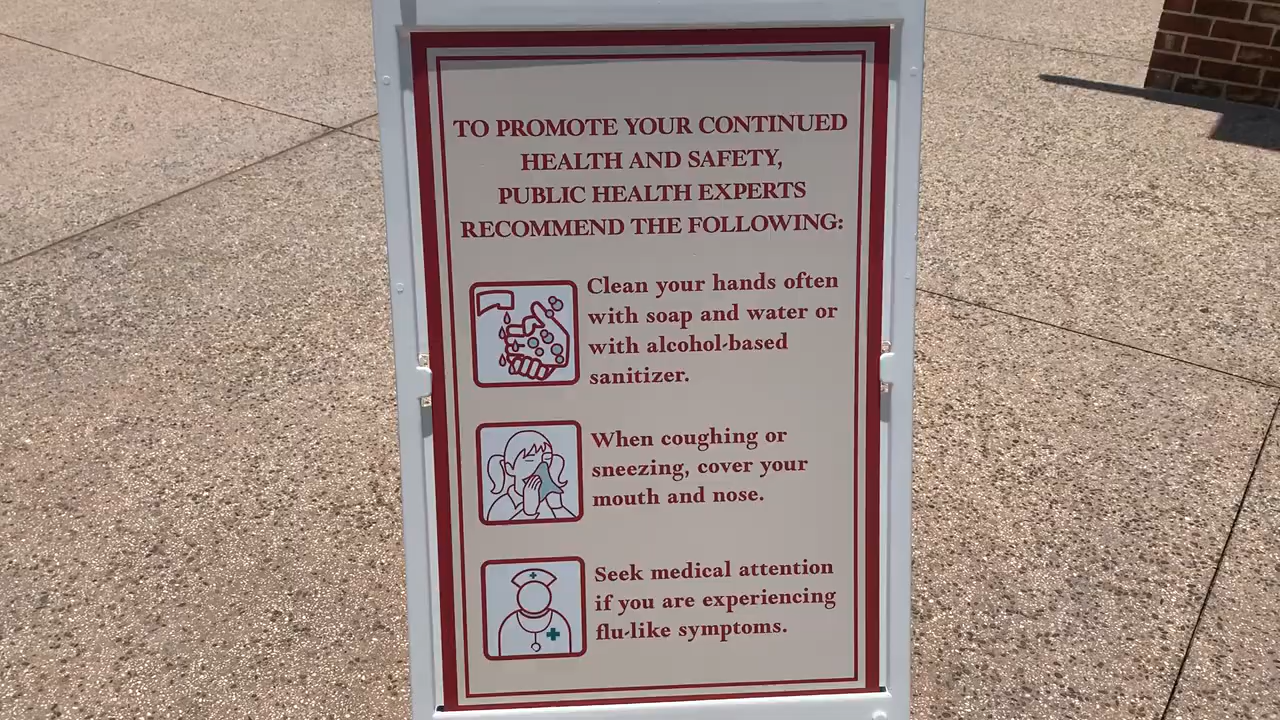 TO PROMOTE YOUR CONTINUED
HEALTH AND SAFETY,
PUBLIC HEALTH EXPERTS
RECOMMEND THE FOLLOWING:
Clean your hands often
with soap and water or
with alcohol-based
sanitizer.
When coughing or
sneezing, cover your
mouth and nose.
Seek medical attention
if you are experiencing
flu-like symptoms.